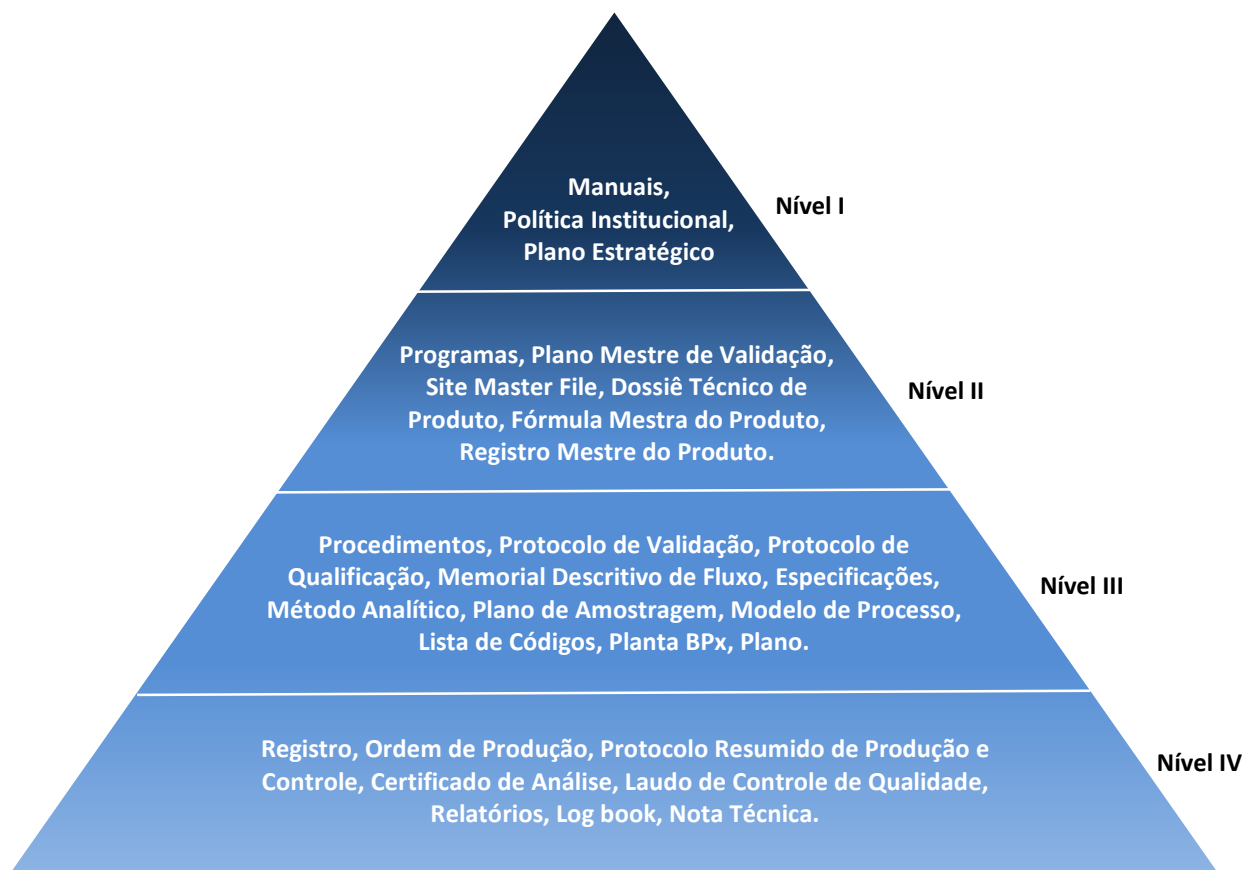 Manuais,
Política Institucional,
Plano Estratégico
Nível I
Programas, Plano Mestre de Validação,
Site Master File, Dossiê Técnico de
Produto, Fórmula Mestra do Produto,
Registro Mestre do Produto.
Nível II
Procedimentos, Protocolo de Validação, Protocolo de
Qualificação, Memorial Descritivo de Fluxo, Especificações,
Método Analítico, Plano de Amostragem, Modelo de Processo,
Lista de Códigos, Planta BPx, Plano.
Nível III
Registro, Ordem de Produção, Protocolo Resumido de Produção e
Controle, Certificado de Análise, Laudo de Controle de Qualidade,
Relatórios, Log book, Nota Técnica.
Nível IV